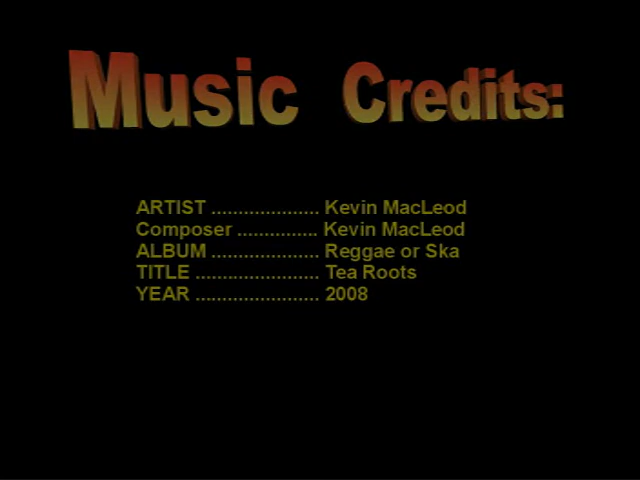 Music Credits:
ARTIST .................... Kevin MacLeod
Composer ............... Kevin MacLeod
ALBUM .................... Reggae or Ska
TITLE ....................... Tea Roots
YEAR ....................... 2008